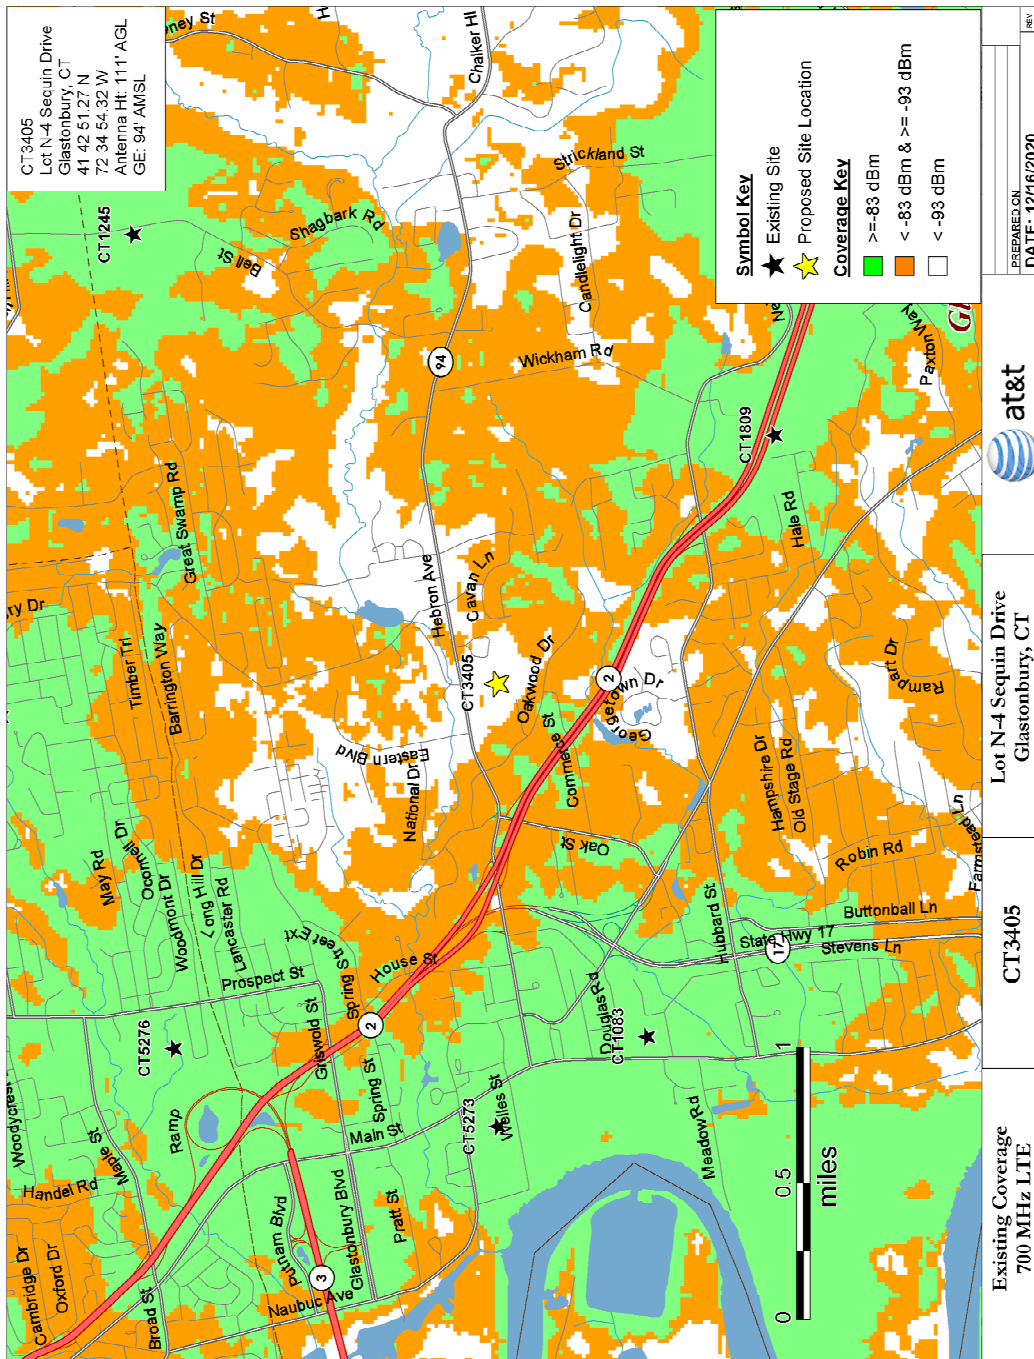 CT3405
Lot N-4 Sequin Drive
Glastonbury, CT
41 42 51.27 N
72 34 54.32 W
Antenna Ht: 111' AGL
GE: 94' AMSL
Chalker Hl
CT1245
Bell St
Shagbark Rd
Strickland St
Candlelight Dr
94
Wickham Rd
Great Swamp Rd
Timber Trl
Barrington Way
Hebron Ave
Cavan Ln
CT3405
Oakwood Dr
Eastern Blvd
National Dr
Commerce St
2
Georgetown Dr
CT1809
Hale Rd
Paxton Way
Rampart Dr
Hampshire Dr
Old Stage Rd
Robin Rd
Farmstead Ln
Oak St
Hubbard St
Buttonball Ln
State Hwy 17
17
Stevens Ln
May Rd
Oconnell Dr
Woodmont Dr
Long Hill Dr
Lancaster Rd
Spring Street Ext
House St
Prospect St
2
Griswold St
Spring St
CT5276
Ramp
Maple St
Main St
CT5273
Welles St
Douglas Rd
CT1083
Meadow Rd
Handel Rd
Cambridge Dr
Oxford Dr
Broad St
Putnam Blvd
Glastonbury Blvd
Pratt St
3
Naubuc Ave
0
0.5
1
miles
Symbol Key
Existing Site
Proposed Site Location
Coverage Key
>=-83 dBm
< -83 dBm & >= -93 dBm
< -93 dBm
Existing Coverage
700 MHz LTE
CT3405
Lot N-4 Sequin Drive
Glastonbury, CT
at&t
PREPARED ON
DATE: 12/16/2020
REV